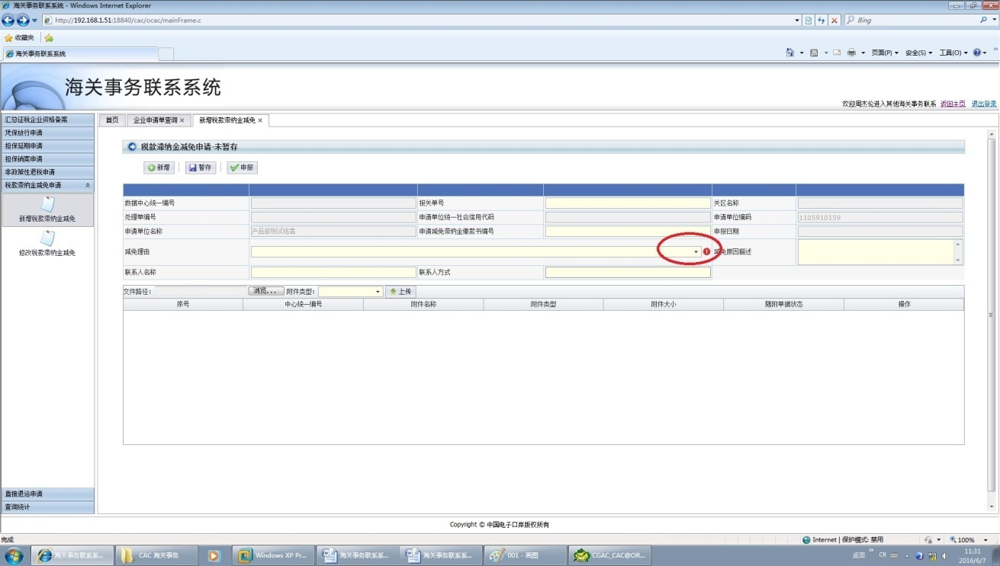 海关事务联系系统 - Windows Internet Explorer
http://192.168.1.51:18840/cac/ocac/mainFrame.c
Bing
收藏夹
海关事务联系系统
页面(P) 安全(S) 工具(O)
海关事务联系系统
欢迎周杰伦进入其他海关事务联系 返回主页 退出登录
汇总征税企业资格备案
凭保放行申请
担保延期申请
担保销案申请
非政策性退税申请
税款滞纳金减免申请
新增税款滞纳金减免
修改税款滞纳金减免
直接退运申请
查询统计
首页 企业申请单查询 × 新增税款滞纳金减免 ×
税款滞纳金减免申请-未暂存
新增 暂存 申报
数据中心统一编号 报关单号 关区名称
处理单编号 申请单位统一社会信用代码 申请单位编码 1105910159
申请单位名称 产品部测试组卖 申请减免滞纳金缴款书编号 申报日期
减免理由 减免原因描述
联系人名称 联系人方式
文件路径: 浏览... 附件类型: 上传
序号 中心统一编号 附件名称 附件类型 附件大小 随附单据状态 操作
Copyright © 中国电子口岸版权所有
完成
Internet | 保护模式: 禁用
100%
海关事务联系系... CAC 海关事务 Windows XP Pr... 海关事务联系系... 海关事务联系系... 001 - 画图 CGAC_CAC@OR...
桌面 CH
11:31
2016/6/7